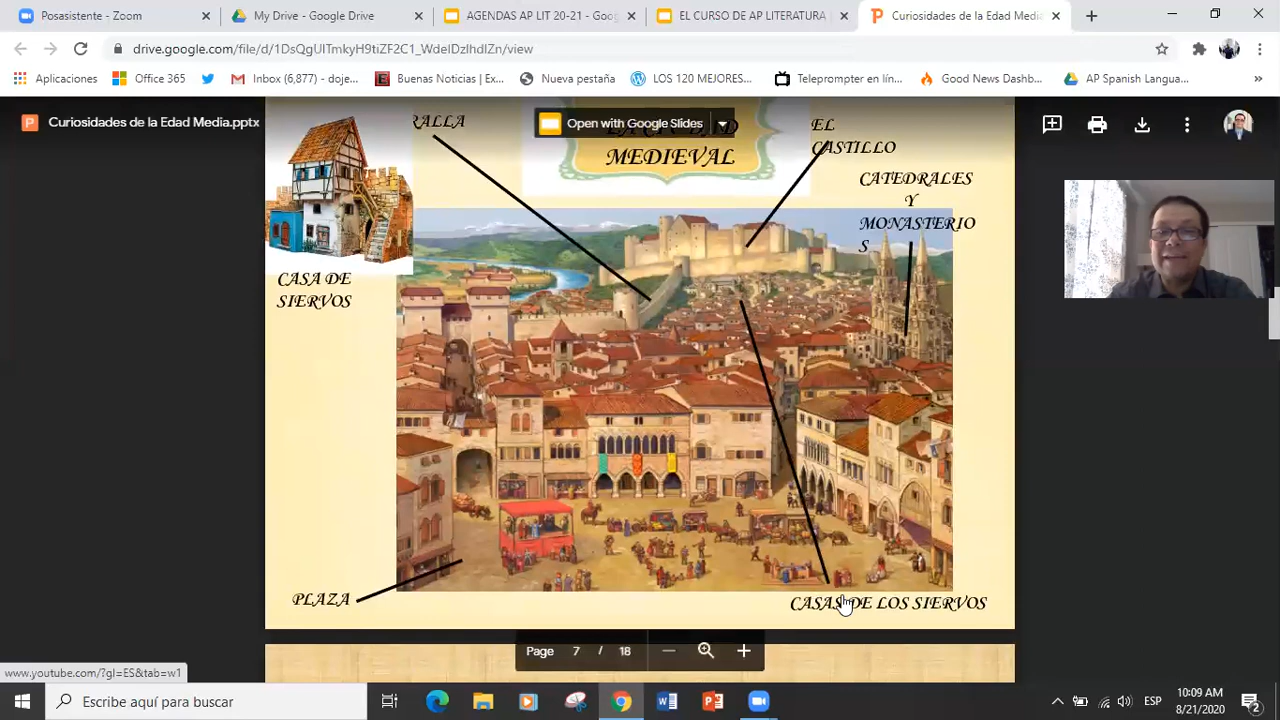 Posasistente - Zoom
My Drive - Google Drive
AGENDAS AP LIT 20-21 - Goog
EL CURSO DE AP LITERATURA
Curiosidades de la Edad Media
drive.google.com/file/d/1DsQgUITmkyH9tiZF2C1_WdeIDzIhdIZn/view
Aplicaciones
Office 365
Inbox (6,877) - doje...
Buenas Noticias | Ex...
Nueva pestaña
LOS 120 MEJORES...
Teleprompter en lín...
Good News Dashb...
AP Spanish Langua...
»
Curiosidades de la Edad Media.pptx
Open with Google Slides
RALLA
MEDIEVAL
EL
CASTILLO
CATEDRALES
Y
MONASTERIO
S
CASA DE
SIERVOS
PLAZA
CASAS DE LOS SIERVOS
Page 7 / 18
www.youtube.com/?gl=ES&tab=w1
Escribe aquí para buscar
ESP
10:09 AM
8/21/2020
2